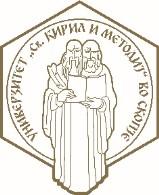 УНИВЕРЗИТЕТ „Св. КИРИЛ И МЕТОДИЈ“ ВО СКОПЈЕ